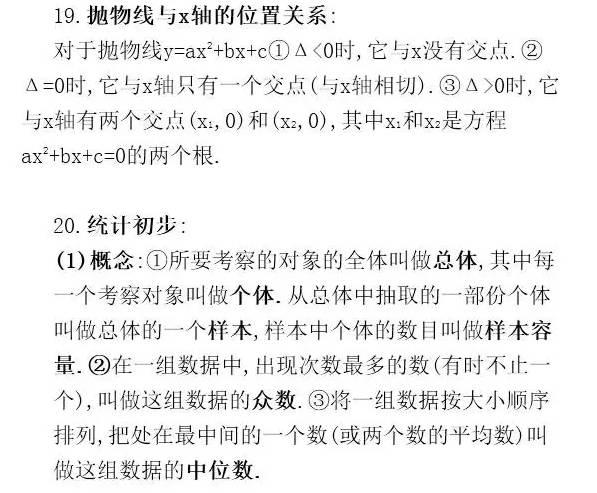 19. 抛物线与x轴的位置关系:
对于抛物线y=ax²+bx+c①Δ<0时,它与x没有交点.②
Δ=0时,它与x轴只有一个交点(与x轴相切).③Δ>0时,它
与x轴有两个交点(x₁,0)和(x₂,0),其中x₁和x₂是方程
ax²+bx+c=0的两个根.
20. 统计初步:
(1)概念:①所要考察的对象的全体叫做总体,其中每
一个考察对象叫做个体.从总体中抽取的一部份个体
叫做总体的一个样本,样本中个体的数目叫做样本容
量.②在一组数据中,出现次数最多的数(有时不止一
个),叫做这组数据的众数.③将一组数据按大小顺序
排列,把处在最中间的一个数(或两个数的平均数)叫
做这组数据的中位数.